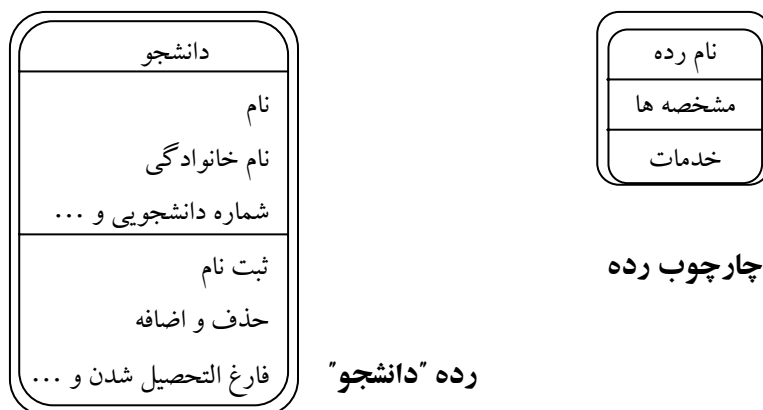 نام رده
مشخصه ها
خدمات
چارچوب رده
دانشجو
نام
نام خانوادگی
شماره دانشجویی و ...
ثبت نام
حذف و اضافه
فارغ التحصیل شدن و ...
رده "دانشجو"